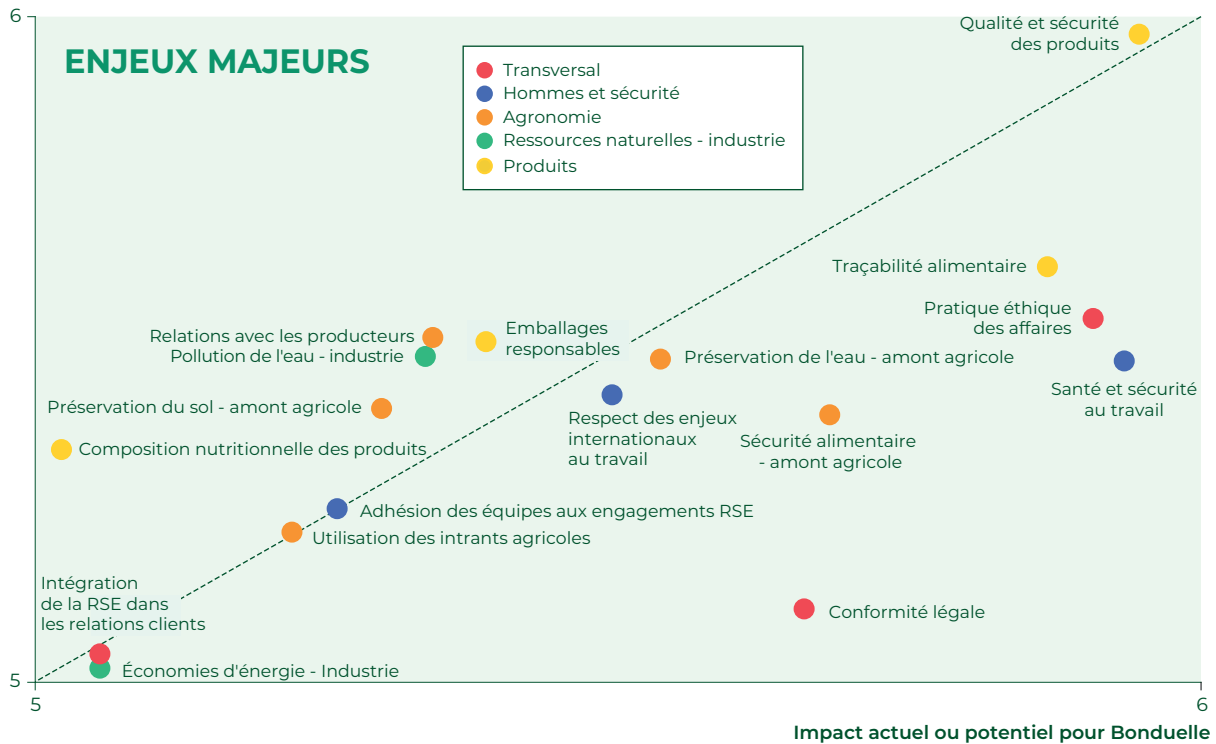 6
Qualité et sécurité
des produits
ENJEUX MAJEURS
Transversal
Hommes et sécurité
Agronomie
Ressources naturelles - industrie
Produits
Traçabilité alimentaire
Pratique éthique
des affaires
Relations avec les producteurs
Pollution de l'eau - industrie
Emballages
responsables
Préservation de l'eau - amont agricole
Santé et sécurité
au travail
Préservation du sol - amont agricole
Respect des enjeux
internationaux
au travail
Sécurité alimentaire
- amont agricole
Composition nutritionnelle des produits
Adhésion des équipes aux engagements RSE
Utilisation des intrants agricoles
Intégration
de la RSE dans
les relations clients
Conformité légale
Économies d'énergie - Industrie
5
5
6
Impact actuel ou potentiel pour Bonduelle